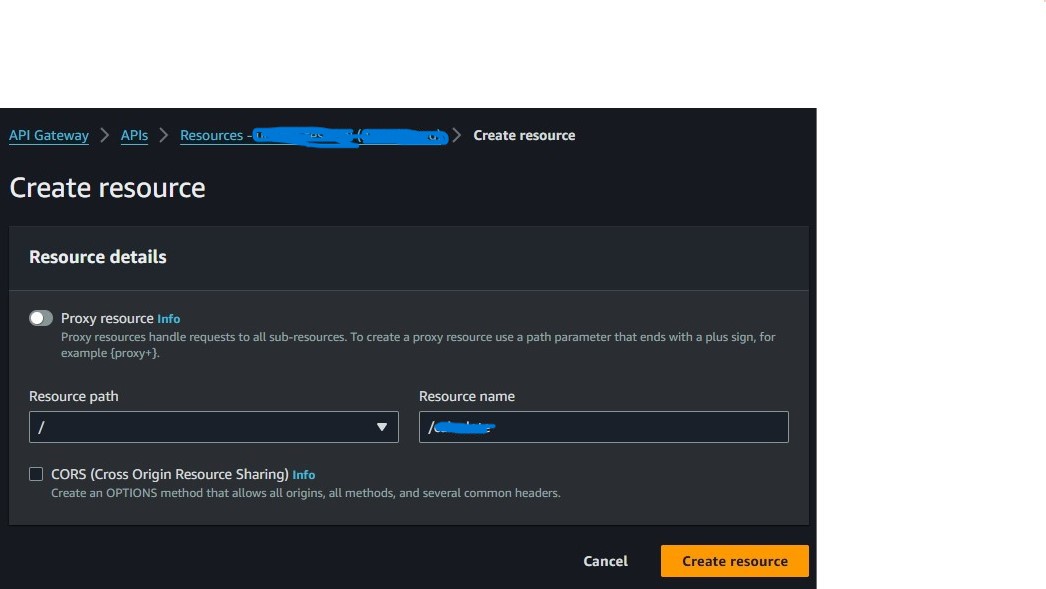 API Gateway > APIs > Resources - > Create resource
Create resource
Resource details
Proxy resource Info
Proxy resources handle requests to all sub-resources. To create a proxy resource use a path parameter that ends with a plus sign, for
example {proxy+}.
Resource path Resource name
/ /
CORS (Cross Origin Resource Sharing) Info
Create an OPTIONS method that allows all origins, all methods, and several common headers.
Cancel Create resource